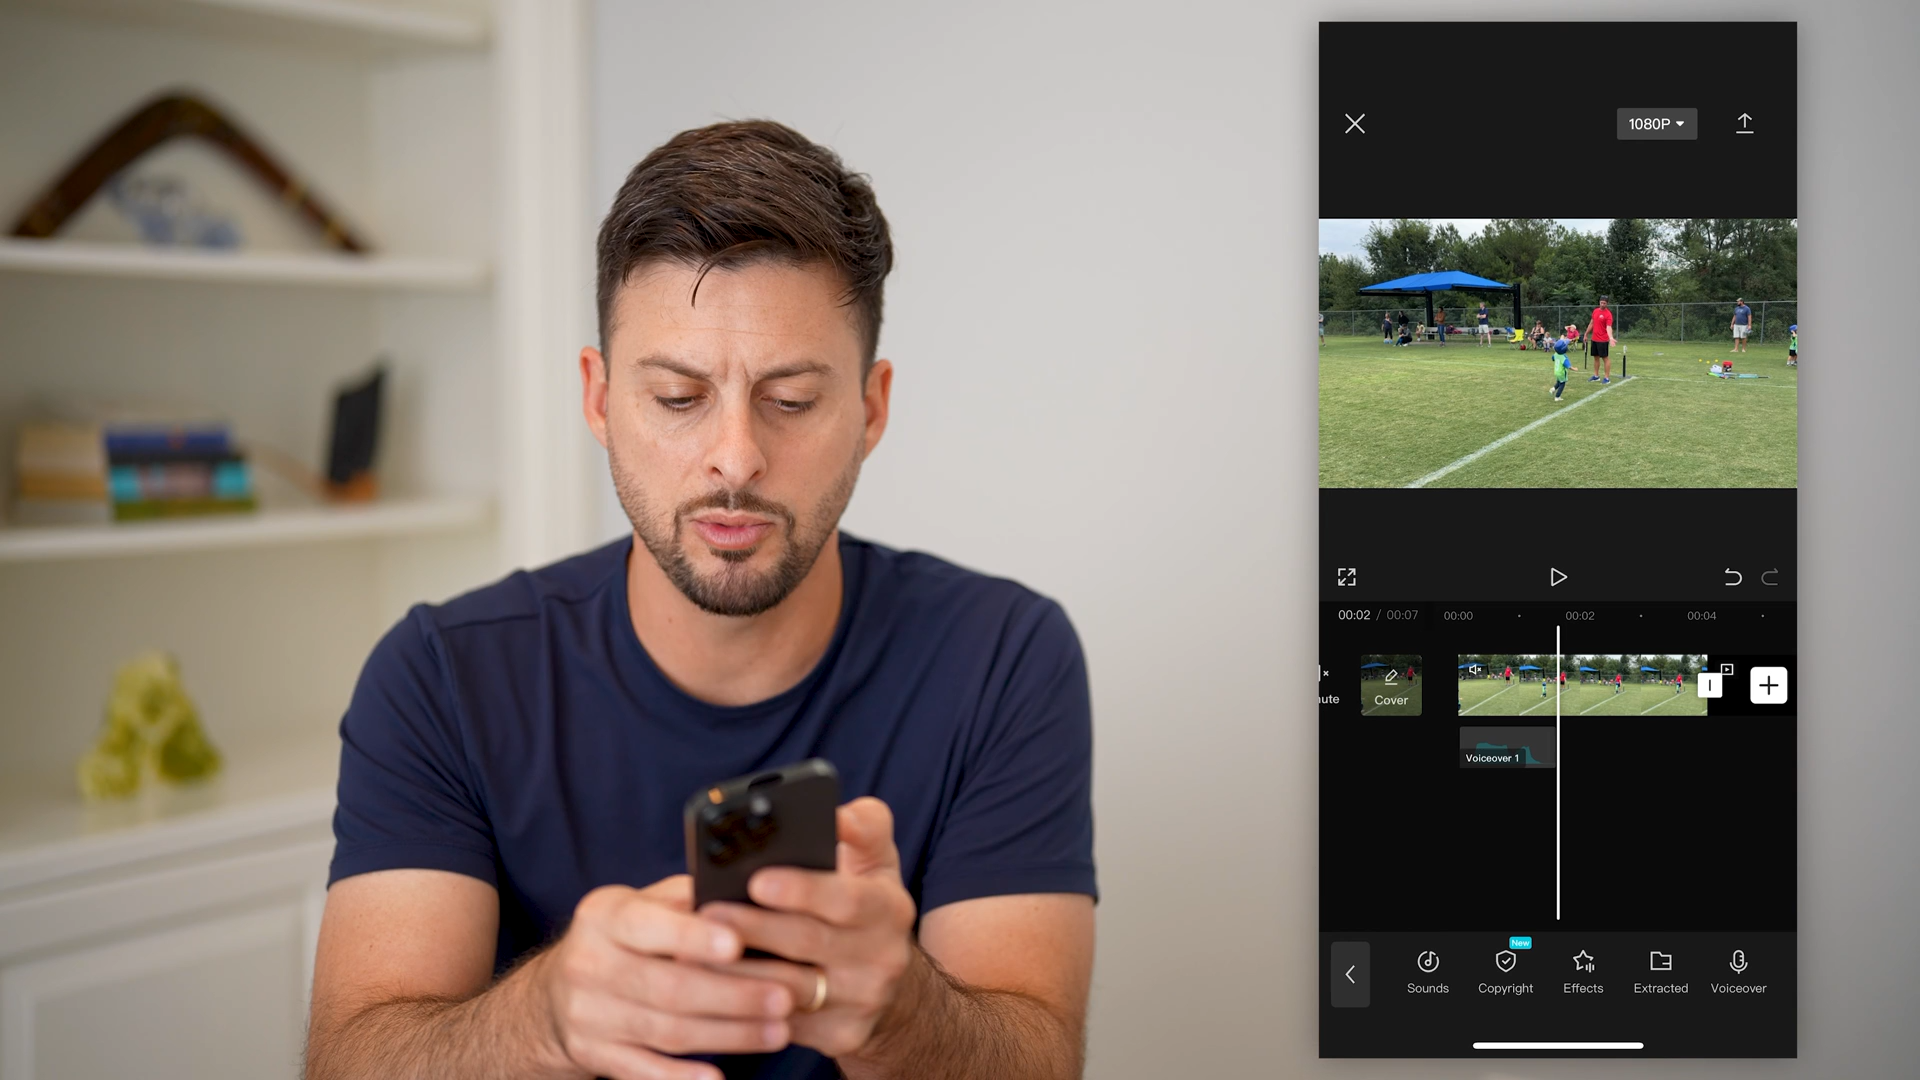 1080P
00:02 / 00:07
00:00
00:02
00:04
ute
Cover
Voiceover 1
New
Sounds
Copyright
Effects
Extracted
Voiceover